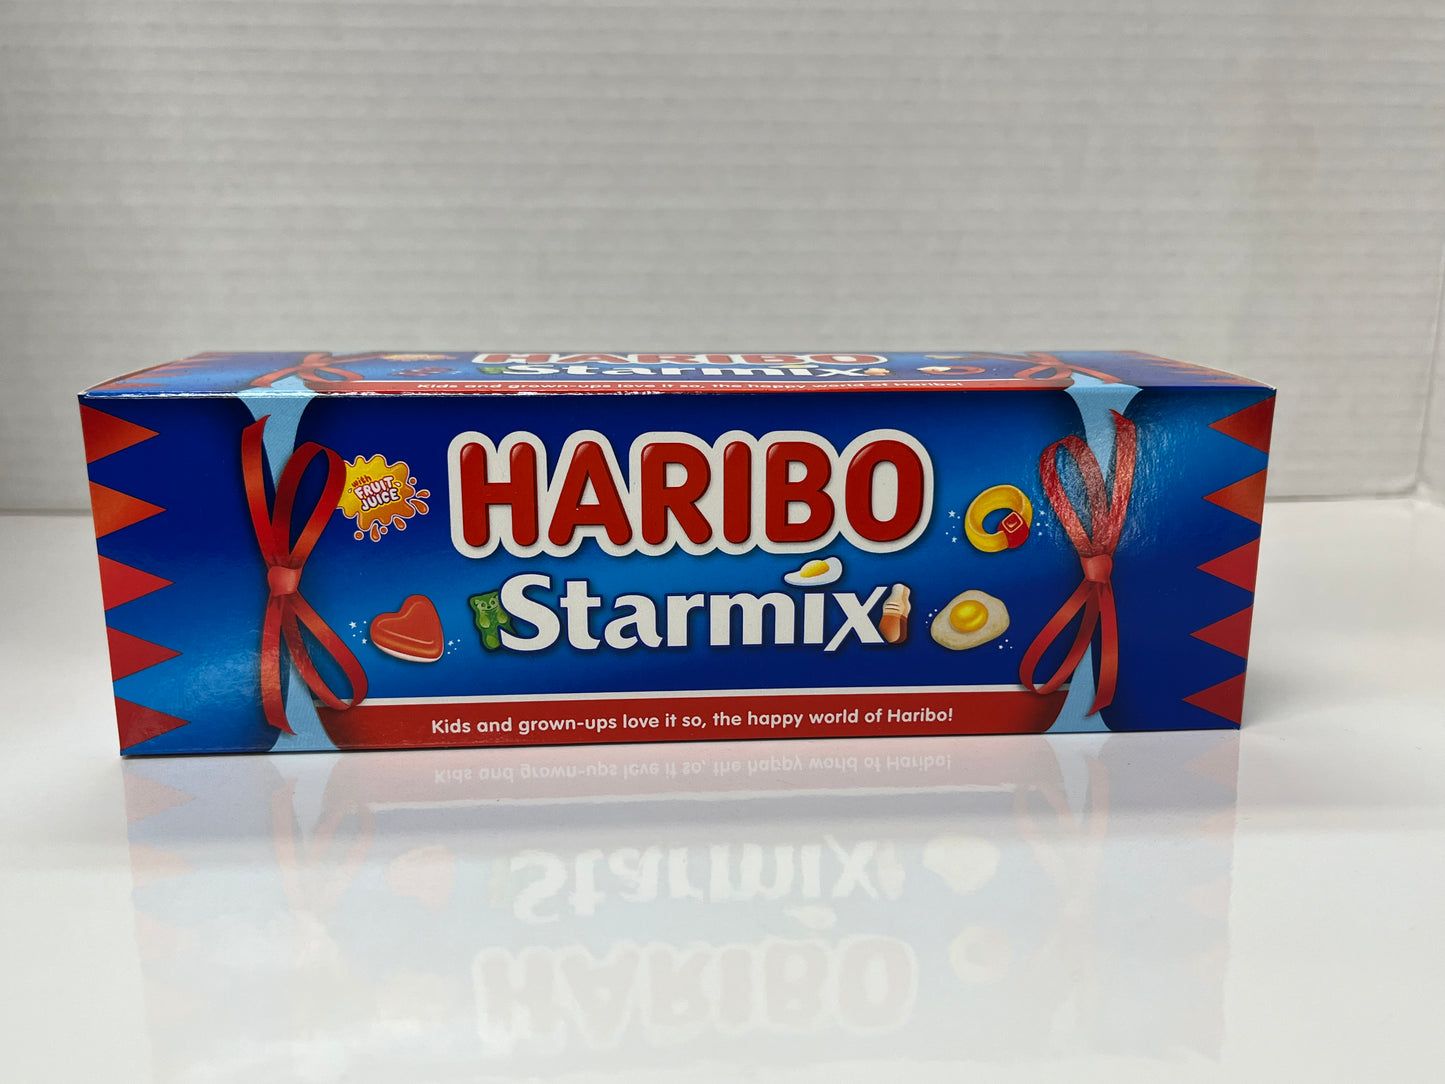 HARIBO
Starmix
Kids and grown-ups love it so, the happy world of Haribo!
with
FRUIT
JUICE
HARIBO
Starmix
Kids and grown-ups love it so, the happy world of Haribo!